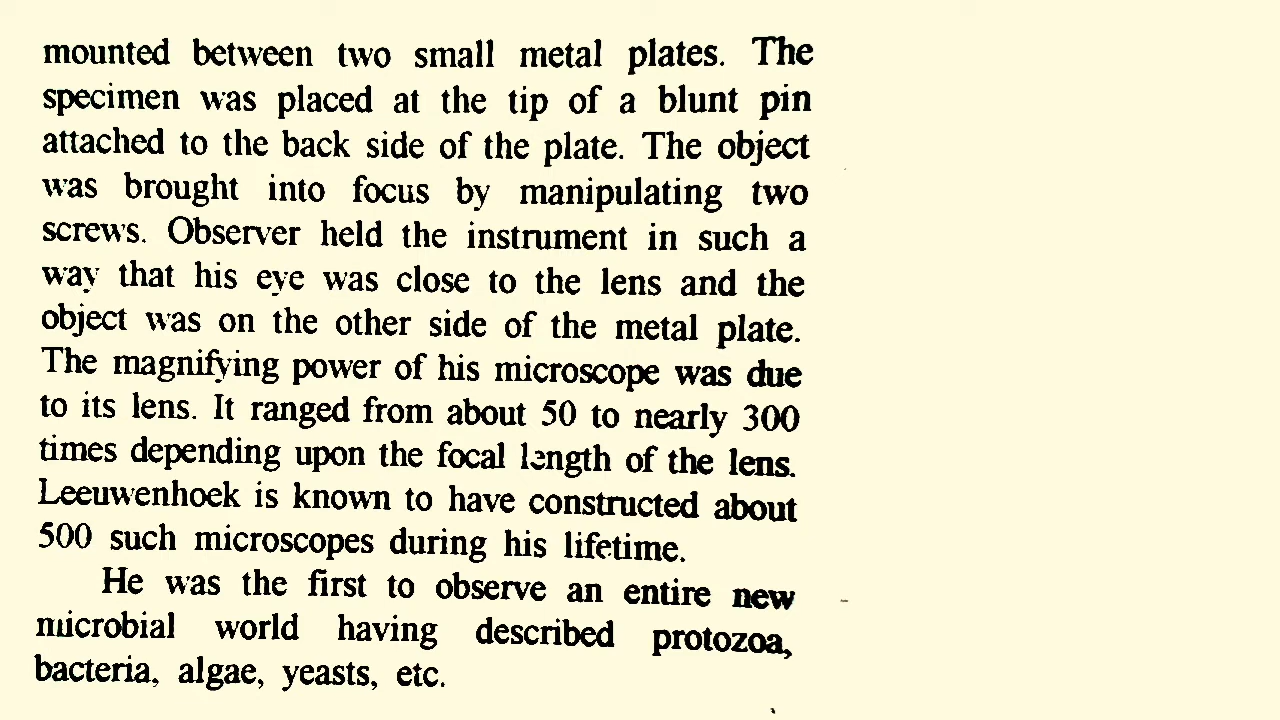 mounted between two small metal plates. The
specimen was placed at the tip of a blunt pin
attached to the back side of the plate. The object
was brought into focus by manipulating two
screws. Observer held the instrument in such a
way that his eye was close to the lens and the
object was on the other side of the metal plate.
The magnifying power of his microscope was due
to its lens. It ranged from about 50 to nearly 300
times depending upon the focal length of the lens.
Leeuwenhoek is known to have constructed about
500 such microscopes during his lifetime.
He was the first to observe an entire new
microbial world having described protozoa,
bacteria, algae, yeasts, etc.